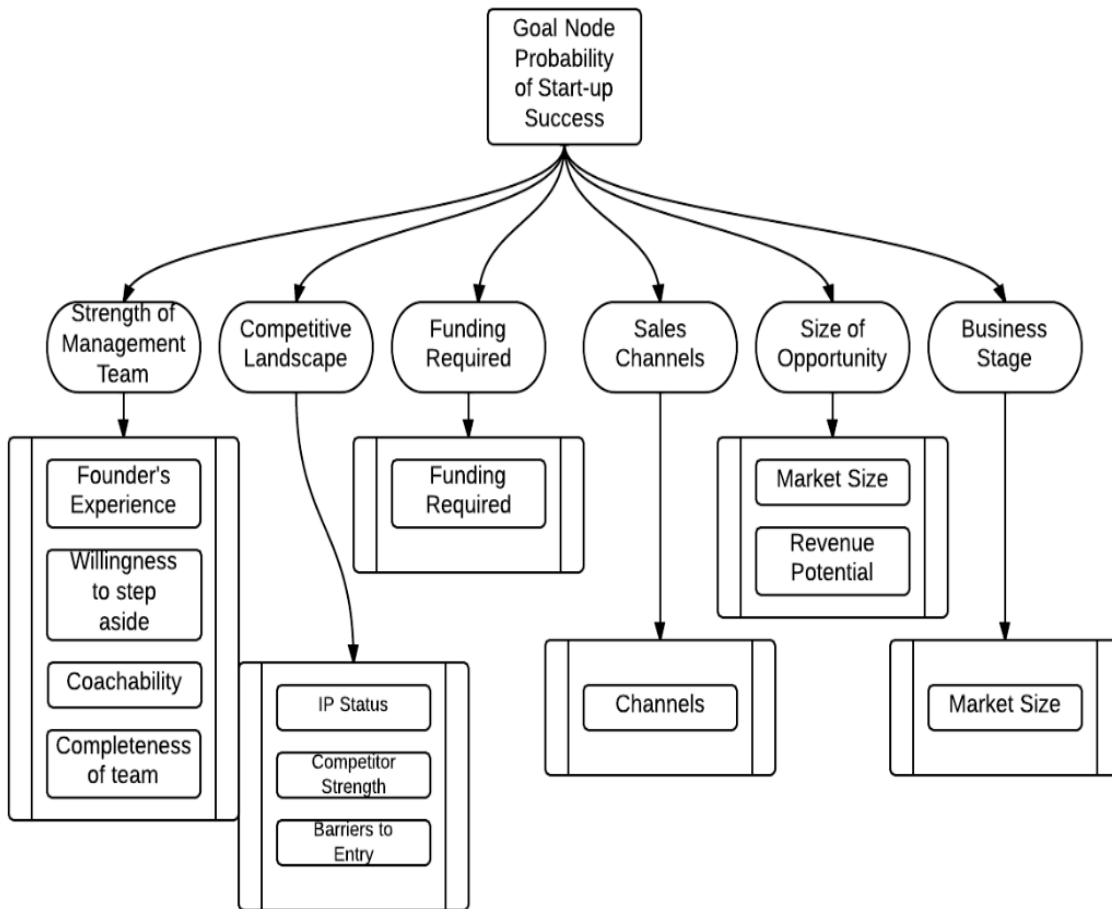 Goal Node
Probability
of Start-up
Success
Strength of
Management
Team
Competitive
Landscape
Funding
Required
Sales
Channels
Size of
Opportunity
Business
Stage
Founder's
Experience
Willingness
to step
aside
Coachability
Completeness
of team
IP Status
Competitor
Strength
Barriers to
Entry
Funding
Required
Channels
Market Size
Revenue
Potential
Market Size